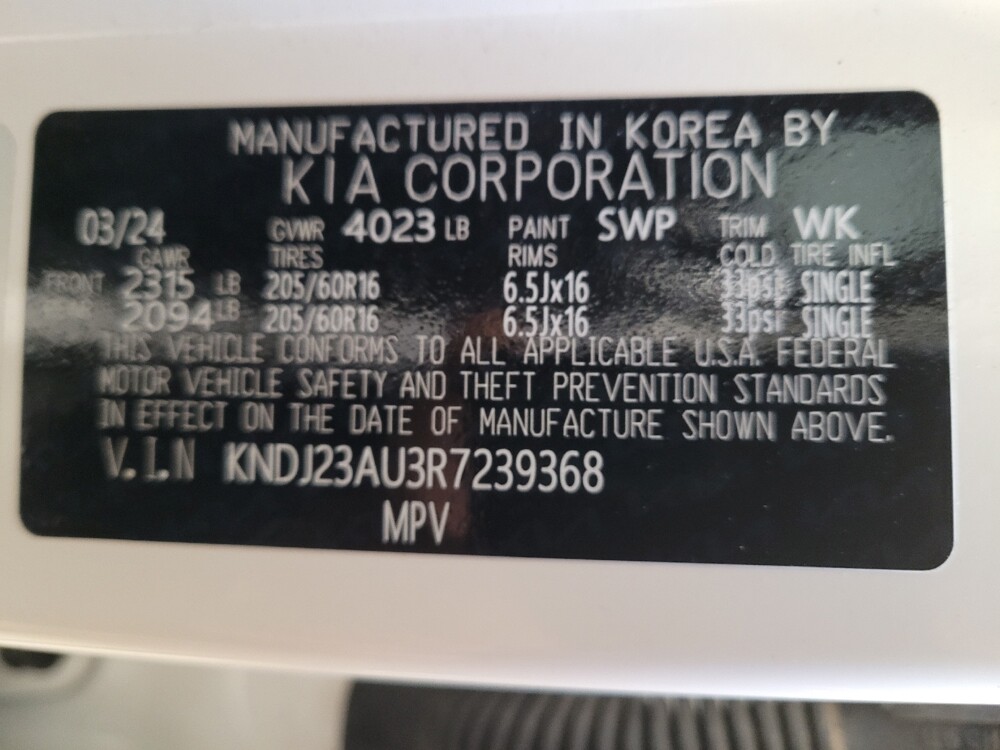 MANUFACTURED IN KOREA BY
KIA CORPORATION
03/24 GVWR 4023 LB PAINT SWP TRIM WK
GAWR TIRES RIMS COLD TIRE INFL
FRONT 2315 LB 205/60R16 6.5Jx16 33psi SINGLE
2094 LB 205/60R16 6.5Jx16 33psi SINGLE
THIS VEHICLE CONFORMS TO ALL APPLICABLE U.S.A. FEDERAL
MOTOR VEHICLE SAFETY AND THEFT PREVENTION STANDARDS
IN EFFECT ON THE DATE OF MANUFACTURE SHOWN ABOVE.
V.I.N KNDJ23AU3R7239368
MPV